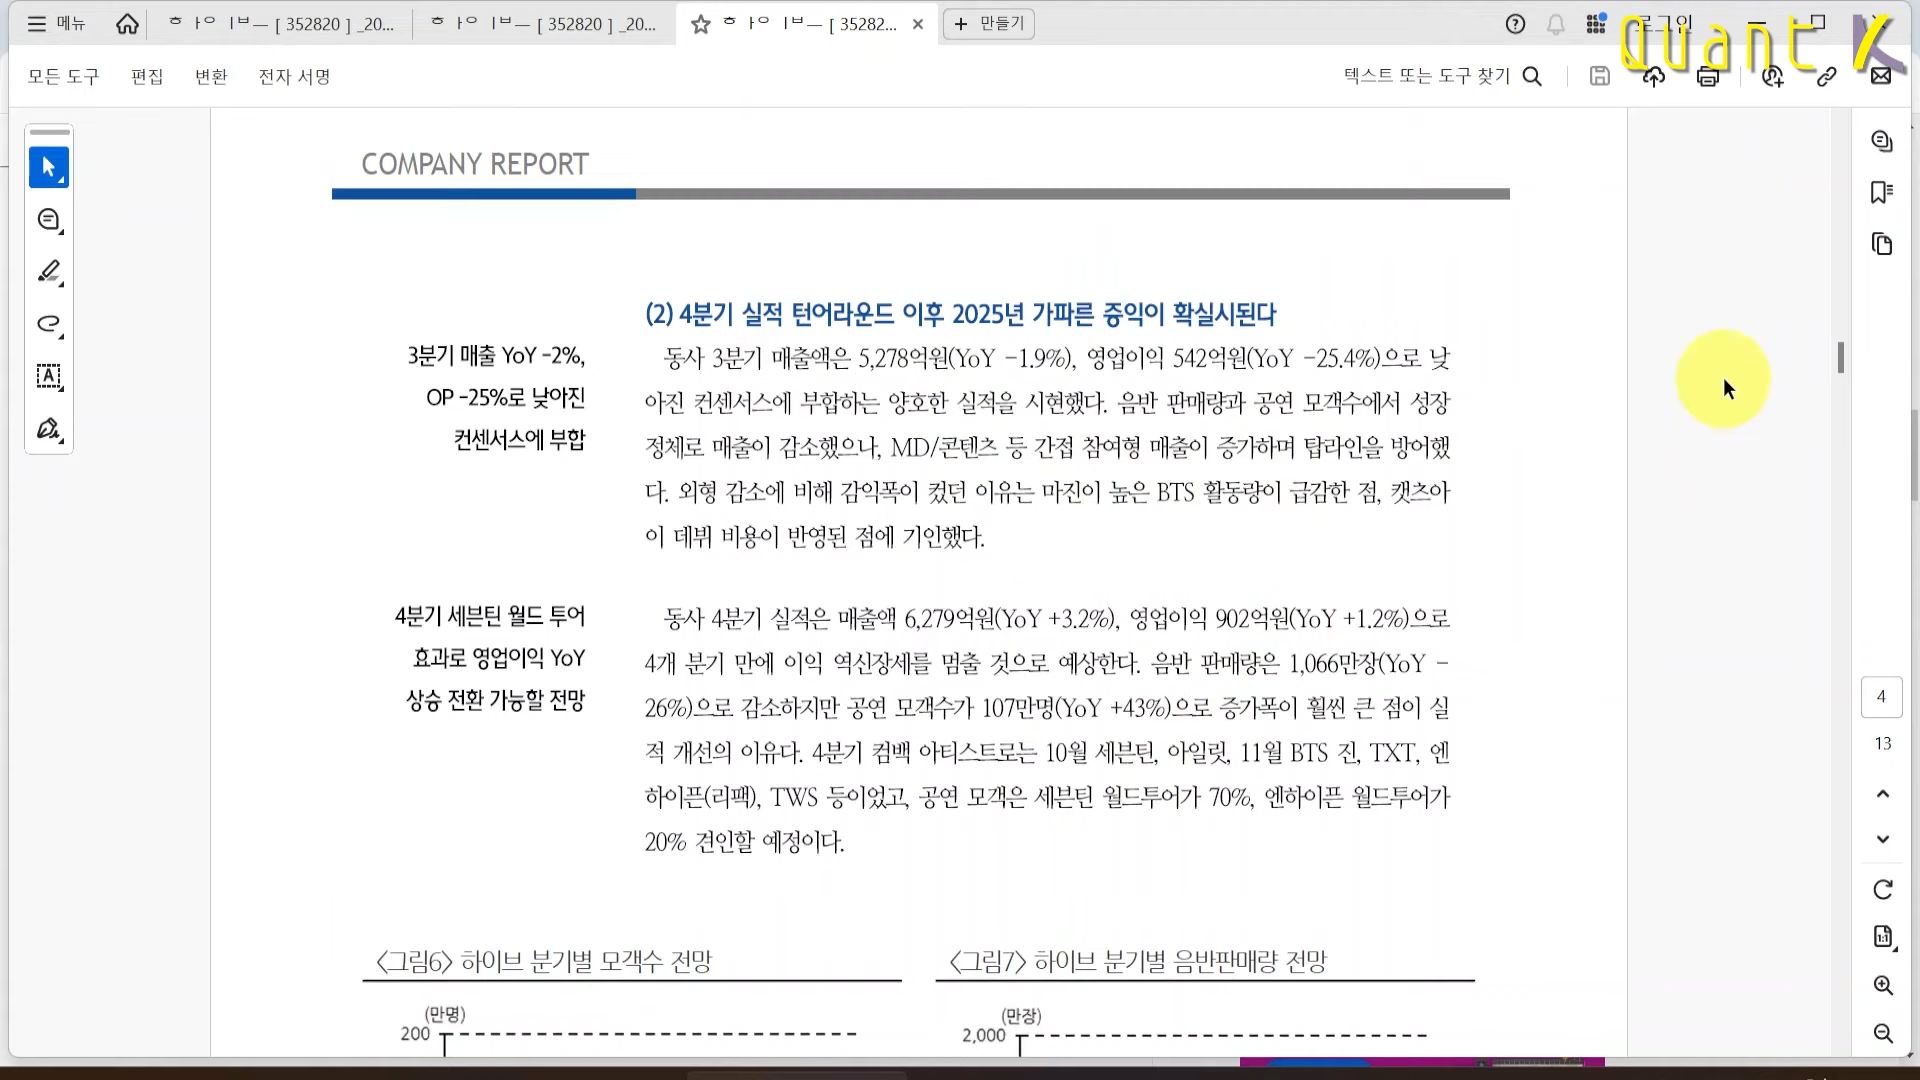 메뉴
ㅎㅏㅇㅣㅂㅡ [ 352820 ] _20...
ㅎㅏㅇㅣㅂㅡ [ 352820 ] _20...
ㅎㅏㅇㅣㅂㅡ [ 35282...
만들기
로그인
Quant K
모든 도구
편집
변환
전자 서명
텍스트 또는 도구 찾기
COMPANY REPORT
(2) 4분기 실적 턴어라운드 이후 2025년 가파른 증익이 확실시된다
3분기 매출 YoY -2%,
OP -25%로 낮아진
컨센서스에 부합
동사 3분기 매출액은 5,278억원(YoY -1.9%), 영업이익 542억원(YoY -25.4%)으로 낮
아진 컨센서스에 부합하는 양호한 실적을 시현했다. 음반 판매량과 공연 모객수에서 성장
정체로 매출이 감소했으나, MD/콘텐츠 등 간접 참여형 매출이 증가하며 탑라인을 방어했
다. 외형 감소에 비해 감익폭이 컸던 이유는 마진이 높은 BTS 활동량이 급감한 점, 캣츠아
이 데뷔 비용이 반영된 점에 기인했다.
4분기 세븐틴 월드 투어
효과로 영업이익 YoY
상승 전환 가능할 전망
동사 4분기 실적은 매출액 6,279억원(YoY +3.2%), 영업이익 902억원(YoY +1.2%)으로
4개 분기 만에 이익 역신장세를 멈출 것으로 예상한다. 음반 판매량은 1,066만장(YoY -
26%)으로 감소하지만 공연 모객수가 107만명(YoY +43%)으로 증가폭이 훨씬 큰 점이 실
적 개선의 이유다. 4분기 컴백 아티스트로는 10월 세븐틴, 아일릿, 11월 BTS 진, TXT, 엔
하이픈(리팩), TWS 등이었고, 공연 모객은 세븐틴 월드투어가 70%, 엔하이픈 월드투어가
20% 견인할 예정이다.
4
13
<그림6> 하이브 분기별 모객수 전망
<그림7> 하이브 분기별 음반판매량 전망
(만명)
200
(만장)
2,000